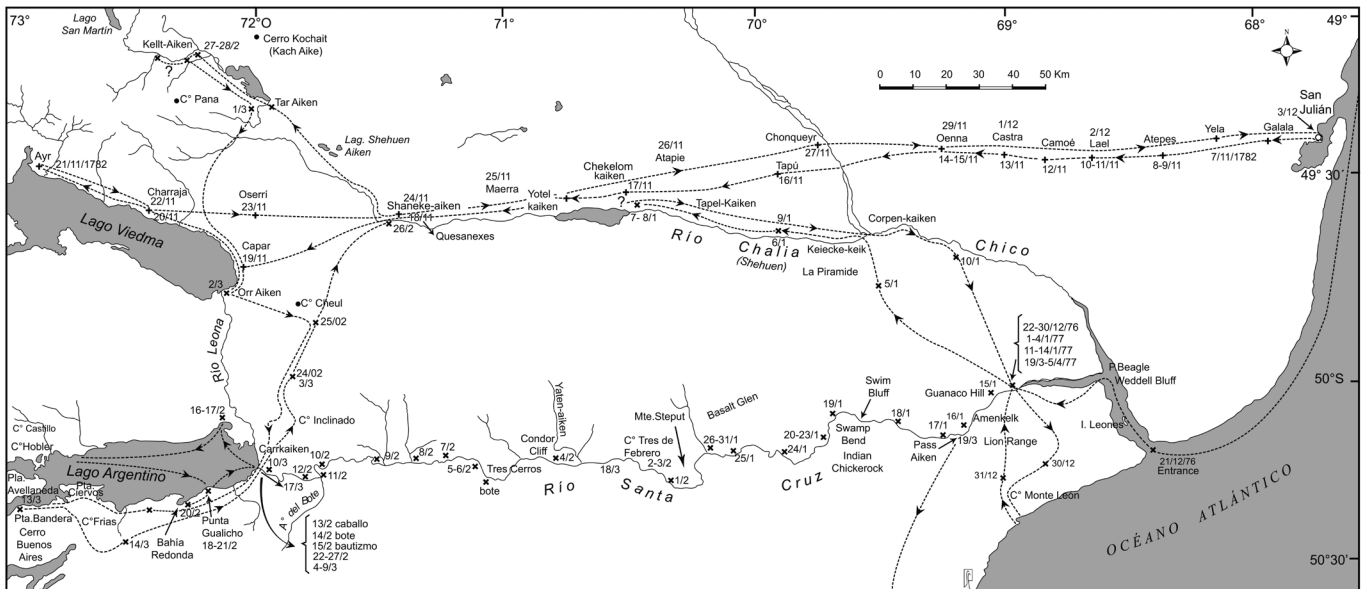 73°
72°O
71°
70°
69°
68°
49°
Lago
San Martín
Kellt-Aiken
27-28/2
Cerro Kochait
(Kach Aike)
?
C° Pana
1/3
Tar Aiken
Lag. Shehuen
Aiken
N
0 10 20 30 40 50 Km
San
Julián
3/12
Galala
Yela
7/11/1782
Atepes
8-9/11
2/12
Lael
10-11/11
Camoé
12/11
1/12
Castra
13/11
29/11
Oenna
14-15/11
Chonqueyr
27/11
Tapú
16/11
26/11
Atapie
Chekelom
kaiken
17/11
25/11
Maerra
Yotel
kaiken
24/11
Shaneke-aiken
18/11
26/2
Quesanexes
Oserrí
23/11
Charraja
22/11
20/11
Ayr
21/11/1782
49° 30'
Lago Viedma
Capar
19/11
2/3
Orr Aiken
C° Cheul
25/02
?
7- 8/1
Tapel-Kaiken
9/1
6/1
Río Chalia
(Shehuen)
Keiecke-keik
La Piramide
Corpen-kaiken
Chico
10/1
5/1
Río Leona
24/02
3/3
C° Inclinado
22-30/12/76
1-4/1/77
11-14/1/77
19/3-5/4/77
P.Beagle
Weddell Bluff
50°S
I. Leones
21/12/76
Entrance
15/1
Guanaco Hill
Amenkelk
16/1
17/1
19/3
Lion Range
Pass
Aiken
18/1
Swim
Bluff
19/1
Swamp
Bend
Indian
Chickerock
20-23/1
24/1
25/1
26-31/1
Basalt Glen
Mte.Steput
C° Tres de
Febrero
2-3/2
1/2
18/3
Yaten-aiken
Condor
Cliff
4/2
Tres Cerros
5-6/2
bote
7/2
8/2
9/2
10/2
11/2
12/2
17/3
Río Santa Cruz
31/12
30/12
C° Monte León
OCÉANO ATLÁNTICO
50°30'
16-17/2
C° Castillo
C°Hobler
Lago Argentino
Carrkaiken
10/3
Pla.
Avellaneda
13/3
Pta.
Ciervos
Pta.Bandera
Cerro
Buenos
Aires
C°Frias
14/3
20/2
Bahía
Redonda
Punta
Gualicho
18-21/2
A° del Bote
13/2 caballo
14/2 bote
15/2 bautizmo
22-27/2
4-9/3